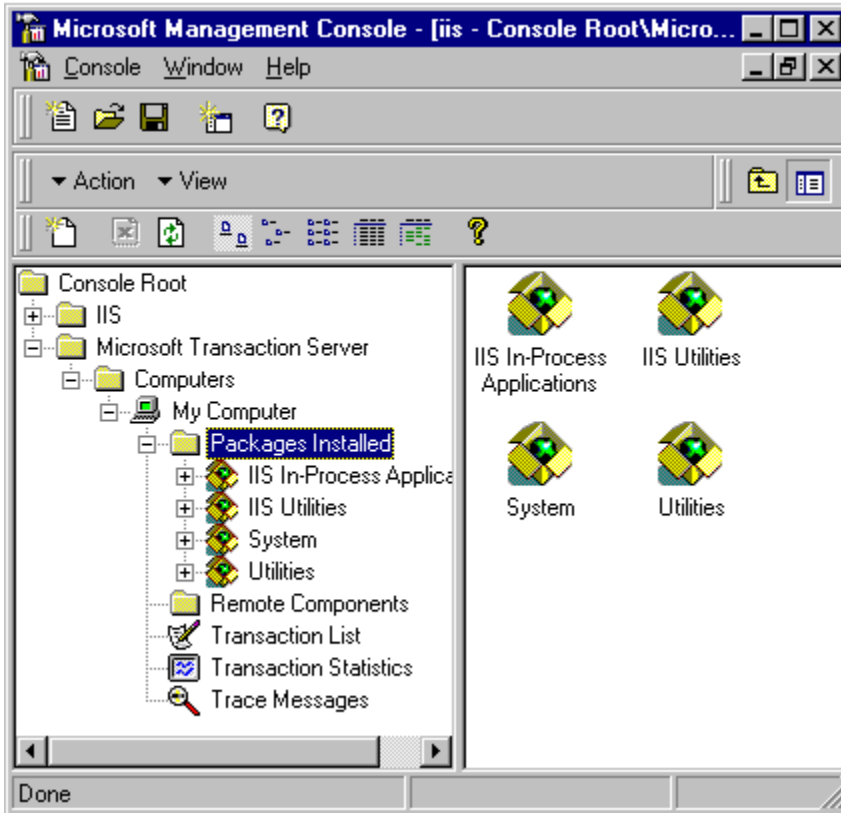 Microsoft Management Console - [iis - Console Root\Micro...
Console Window Help
Action View
Console Root
IIS
Microsoft Transaction Server
Computers
My Computer
Packages Installed
IIS In-Process Applica
IIS Utilities
System
Utilities
Remote Components
Transaction List
Transaction Statistics
Trace Messages
IIS In-Process
Applications
IIS Utilities
System
Utilities
Done